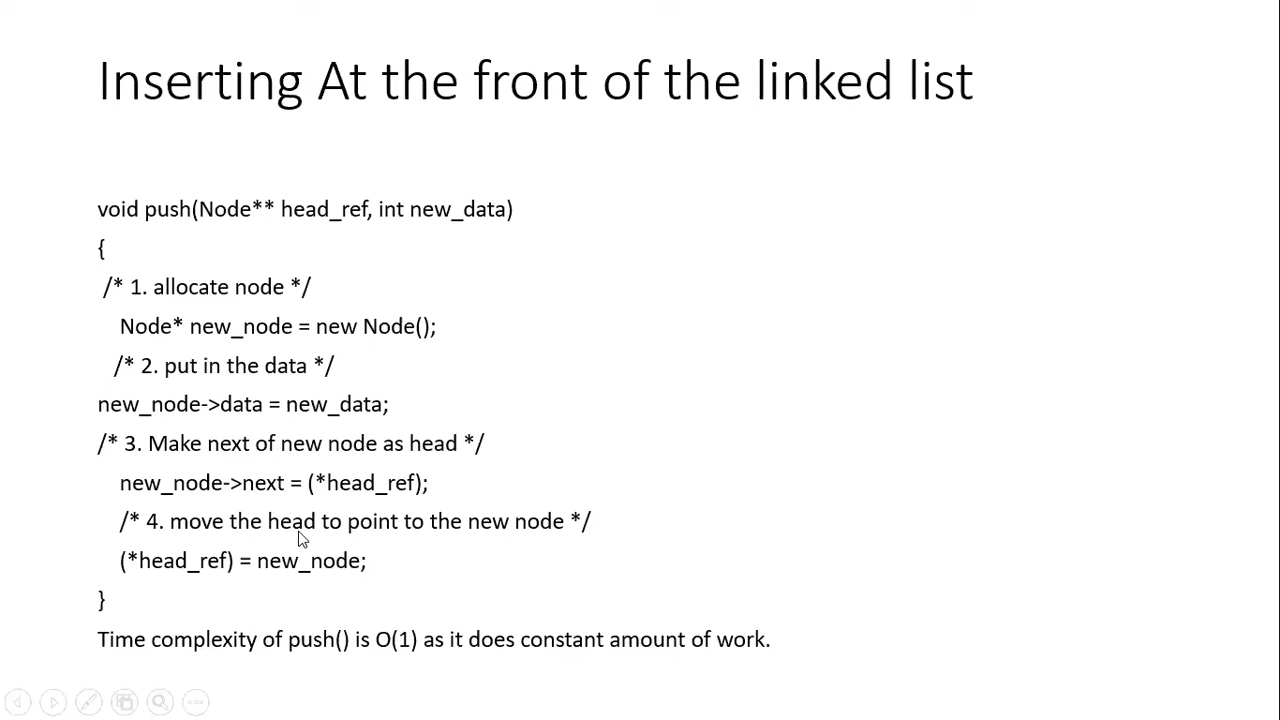 Inserting At the front of the linked list
void push(Node** head_ref, int new_data)
{
/* 1. allocate node */
Node* new_node = new Node();
/* 2. put in the data */
new_node->data = new_data;
/* 3. Make next of new node as head */
new_node->next = (*head_ref);
/* 4. move the head to point to the new node */
(*head_ref) = new_node;
}
Time complexity of push() is O(1) as it does constant amount of work.